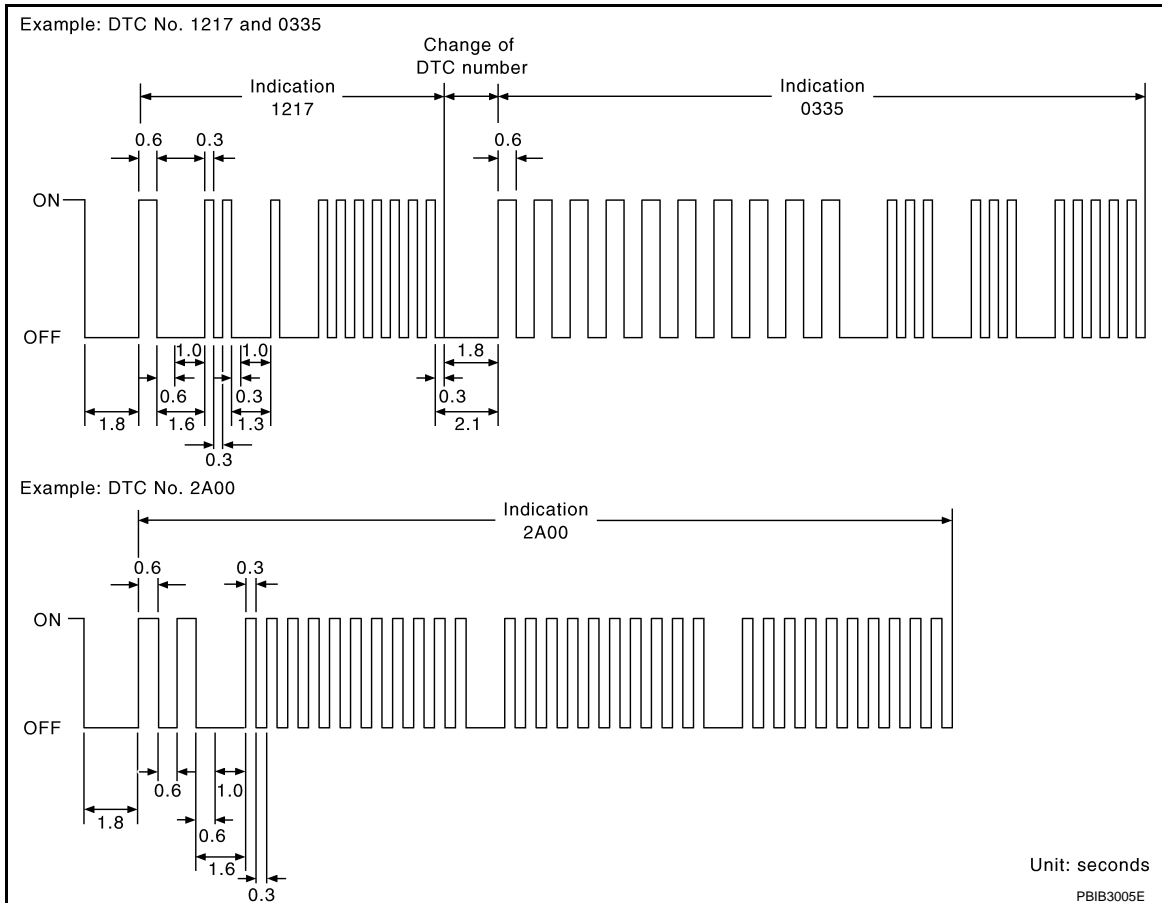 Example: DTC No. 1217 and 0335
Change of
DTC number
Indication
1217
Indication
0335
0.6
0.3
0.6
ON
OFF
1.0
1.0
1.8
0.6
0.3
0.3
1.8
1.6
1.3
2.1
0.3
Example: DTC No. 2A00
Indication
2A00
0.6
0.3
ON
OFF
0.6
1.0
1.8
0.6
1.6
0.3
Unit: seconds
PBIB3005E